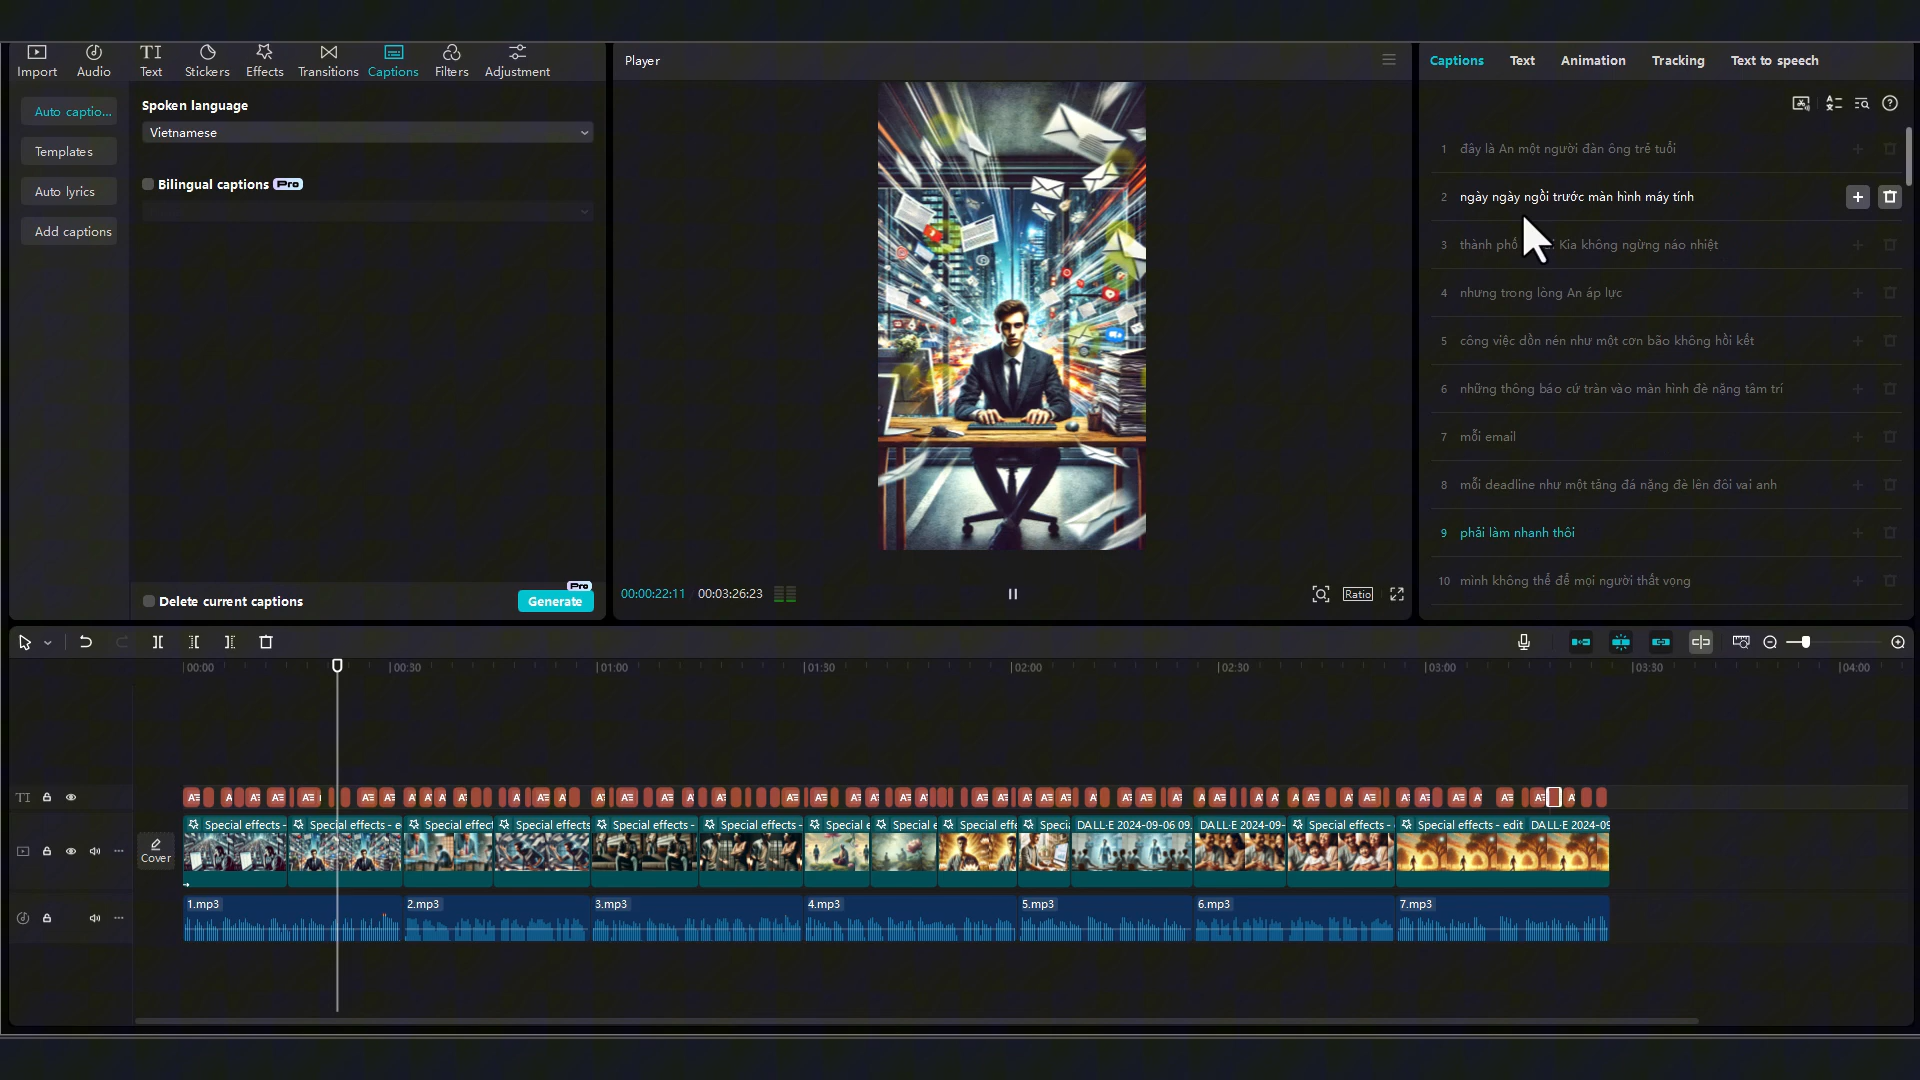 Import
Audio
Text
Stickers
Effects
Transitions
Captions
Filters
Adjustment
Auto captio...
Templates
Auto lyrics
Add captions
Spoken language
Vietnamese
Bilingual captions Pro
Delete current captions
Pro
Generate
Player
00:00:22:11 00:03:26:23
Ratio
Captions Text Animation Tracking Text to speech
1 đây là An một người đàn ông trẻ tuổi
2 ngày ngày ngồi trước màn hình máy tính
3 thành phố Kia không ngừng náo nhiệt
4 nhưng trong lòng An áp lực
5 công việc dồn nén như một cơn bão không hồi kết
6 những thông báo cứ tràn vào màn hình đè nặng tâm trí
7 mỗi email
8 mỗi deadline như một tảng đá nặng đè lên đôi vai anh
9 phải làm nhanh thôi
10 mình không thể để mọi người thất vọng
00:00 00:30 01:00 01:30 02:00 02:30 03:00 03:30 04:00
TI
Cover
Special effects - Special effects - e Special effect Special effects Special effects - Special effects - Special e Special e Special effe Speci DALL·E 2024-09-06 09. DALL·E 2024-09- Special effects - Special effects - edit DALL·E 2024-09
1.mp3 2.mp3 3.mp3 4.mp3 5.mp3 6.mp3 7.mp3